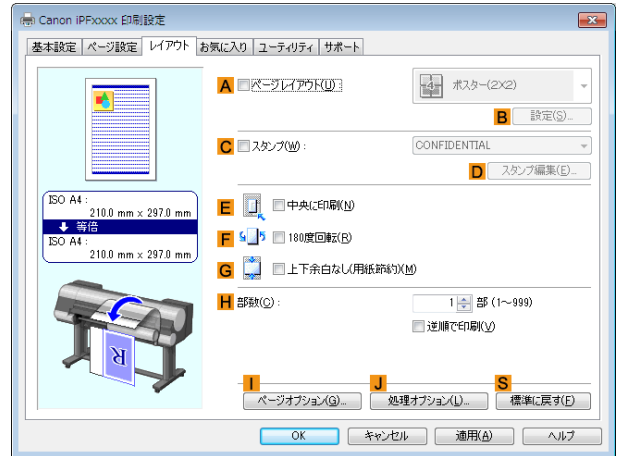 Canon iPFxxxx 印刷設定
基本設定 ページ設定 レイアウト お気に入り ユーティリティ サポート
A ページレイアウト(U) : 4 ポスター(2×2)
B 設定(S)...
C スタンプ(W) : CONFIDENTIAL
D スタンプ編集(E)...
ISO A4 :
210.0 mm x 297.0 mm
等倍
ISO A4 :
210.0 mm x 297.0 mm
E 中央に印刷(N)
F 180度回転(R)
G 上下余白なし(用紙節約)(M)
H 部数(C) : 1 部 (1～999)
逆順で印刷(V)
R
I J S
ページオプション(G)... 処理オプション(L)... 標準に戻す(F)
OK キャンセル 適用(A) ヘルプ